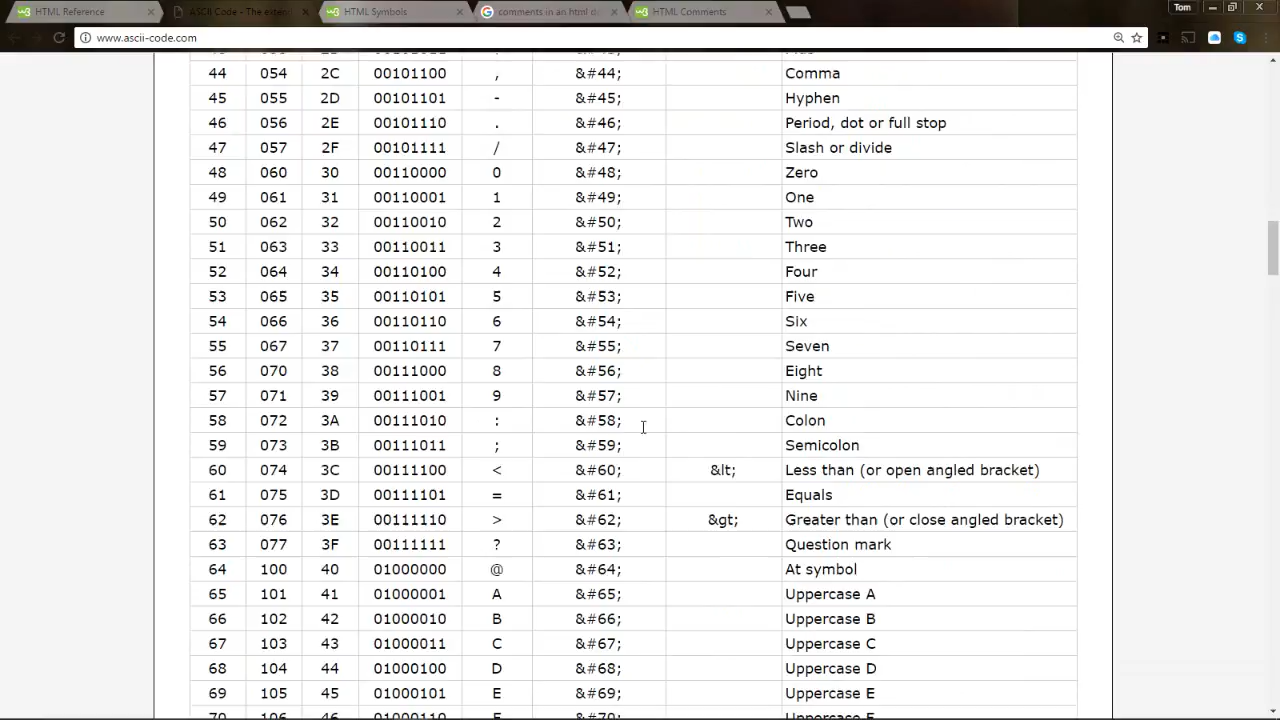 HTML Reference
ASCII Code - The extend
HTML Symbols
comments in an html do
HTML Comments
Tom
www.ascii-code.com
44 054 2C 00101100 , &#44; Comma
45 055 2D 00101101 - &#45; Hyphen
46 056 2E 00101110 . &#46; Period, dot or full stop
47 057 2F 00101111 / &#47; Slash or divide
48 060 30 00110000 0 &#48; Zero
49 061 31 00110001 1 &#49; One
50 062 32 00110010 2 &#50; Two
51 063 33 00110011 3 &#51; Three
52 064 34 00110100 4 &#52; Four
53 065 35 00110101 5 &#53; Five
54 066 36 00110110 6 &#54; Six
55 067 37 00110111 7 &#55; Seven
56 070 38 00111000 8 &#56; Eight
57 071 39 00111001 9 &#57; Nine
58 072 3A 00111010 : &#58; Colon
59 073 3B 00111011 ; &#59; Semicolon
60 074 3C 00111100 < &#60; &lt; Less than (or open angled bracket)
61 075 3D 00111101 = &#61; Equals
62 076 3E 00111110 > &#62; &gt; Greater than (or close angled bracket)
63 077 3F 00111111 ? &#63; Question mark
64 100 40 01000000 @ &#64; At symbol
65 101 41 01000001 A &#65; Uppercase A
66 102 42 01000010 B &#66; Uppercase B
67 103 43 01000011 C &#67; Uppercase C
68 104 44 01000100 D &#68; Uppercase D
69 105 45 01000101 E &#69; Uppercase E